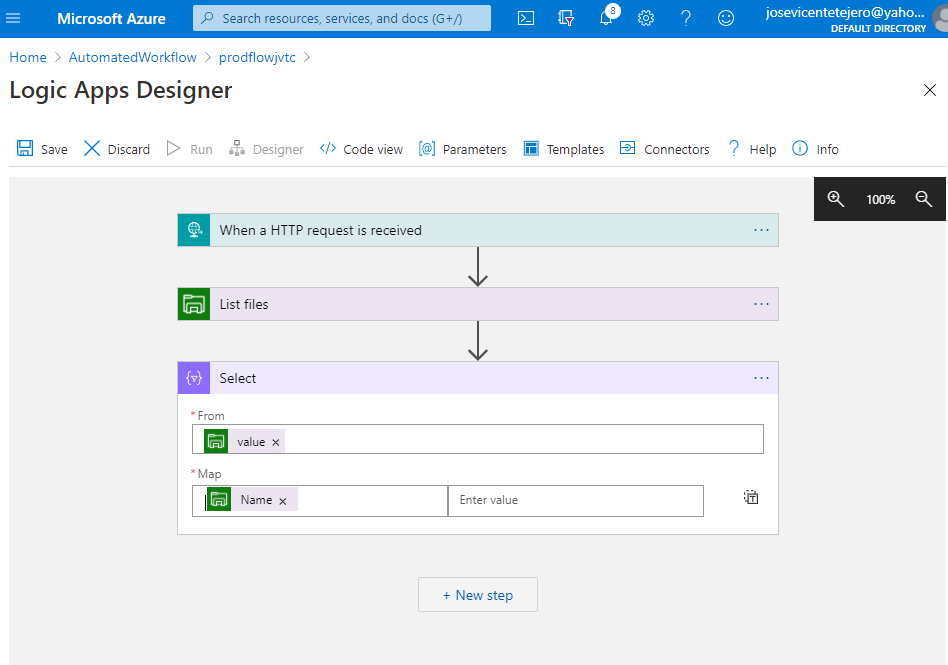 Microsoft Azure
Search resources, services, and docs (G+/)
8
josevicentetejero@yaho...
DEFAULT DIRECTORY
Home > AutomatedWorkflow > prodflowjvtc >
Logic Apps Designer
Save Discard Run Designer Code view Parameters Templates Connectors Help Info
100%
When a HTTP request is received
List files
Select
* From
value ×
* Map
Name × Enter value
+ New step